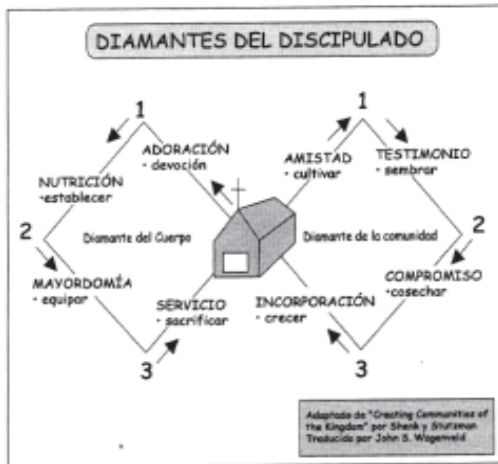 DIAMANTES DEL DISCIPULADO
1
ADORACIÓN
• devoción
NUTRICIÓN
•establecer
2
Diamante del Cuerpo
MAYORDOMÍA
• equipar
SERVICIO
• sacrificar
3
1
AMISTAD
• cultivar
TESTIMONIO
• sembrar
2
Diamante de la comunidad
COMPROMISO
•cosechar
INCORPORACIÓN
• crecer
3
Adaptado de "Creating Communities of
the Kingdom" por Shenk y Stutzman
Traducido por John S. Wagenveld